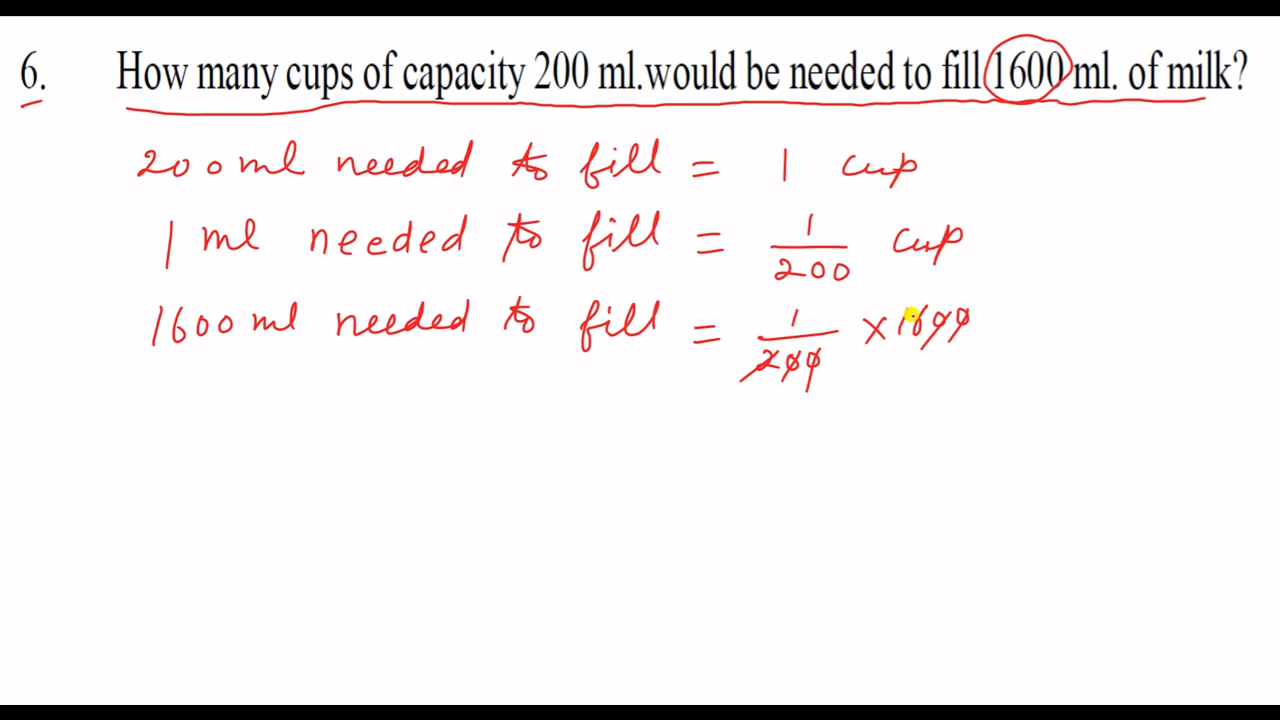 6. How many cups of capacity 200 ml.would be needed to fill 1600 ml. of milk?
200 ml needed to fill = 1 cup
1 ml needed to fill = 1/200 cup
1600 ml needed to fill = 1/200 × 1600